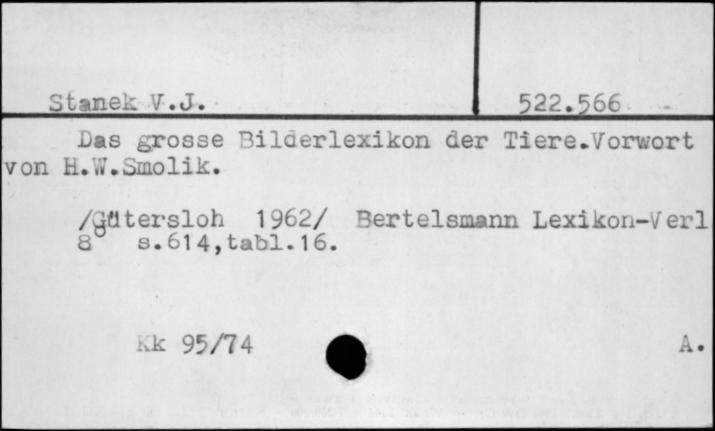 Stanek V.J. 522.566
Das grosse Bilderlexikon der Tiere.Vorwort
von H.W.Smolik.
/Gütersloh 1962/ Bertelsmann Lexikon-Verl
8° s.614,tabl.16.
Kk 95/74 A.